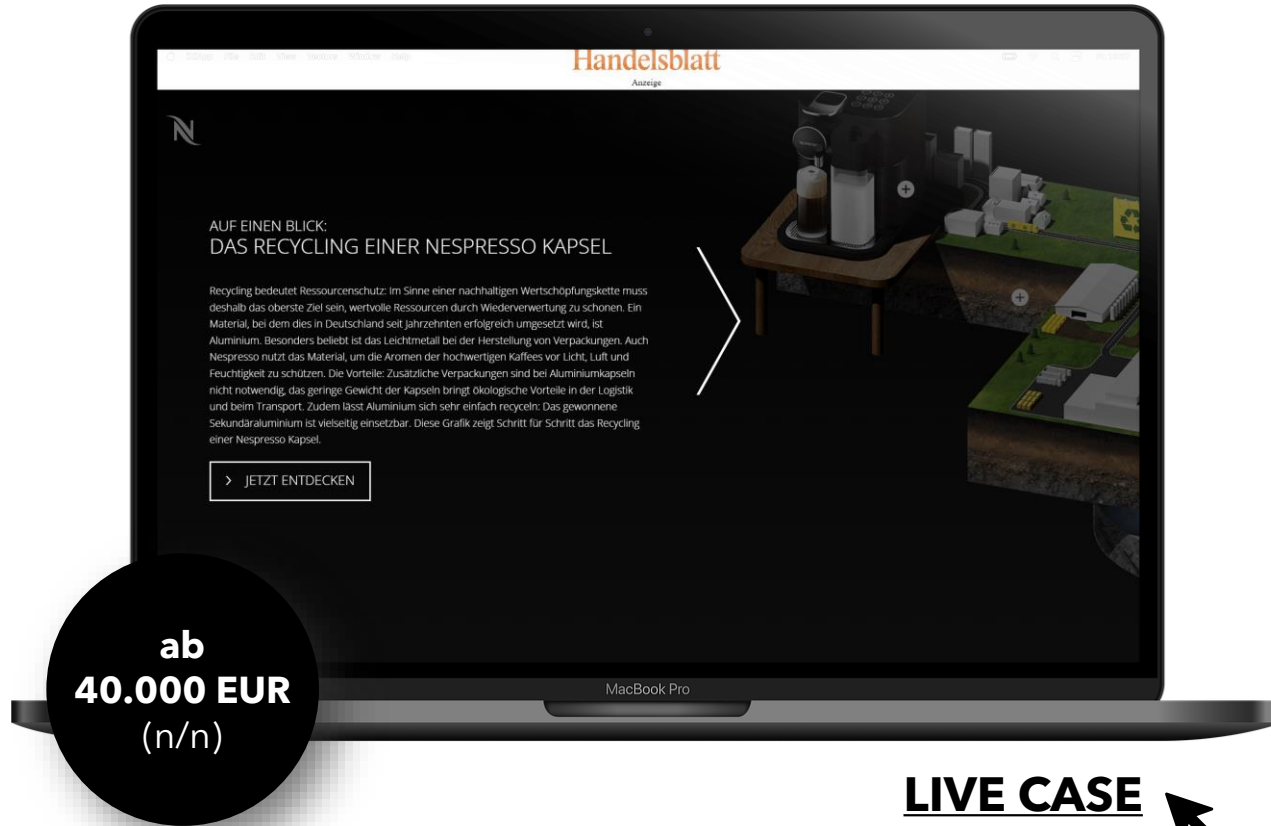 Handelsblatt
Anzeige
N
AUF EINEN BLICK:
DAS RECYCLING EINER NESPRESSO KAPSEL
Recycling bedeutet Ressourcenschutz: Im Sinne einer nachhaltigen Wertschöpfungskette muss
deshalb das oberste Ziel sein, wertvolle Ressourcen durch Wiederverwertung zu schonen. Ein
Material, bei dem dies in Deutschland seit Jahrzehnten erfolgreich umgesetzt wird, ist
Aluminium. Besonders beliebt ist das Leichtmetall bei der Herstellung von Verpackungen. Auch
Nespresso nutzt das Material, um die Aromen der hochwertigen Kaffees vor Licht, Luft und
Feuchtigkeit zu schützen. Die Vorteile: Zusätzliche Verpackungen sind bei Aluminiumkapseln
nicht notwendig, das geringe Gewicht der Kapseln bringt ökologische Vorteile in der Logistik
und beim Transport. Zudem lässt Aluminium sich sehr einfach recyceln: Das gewonnene
Sekundäraluminium ist vielseitig einsetzbar. Diese Grafik zeigt Schritt für Schritt das Recycling
einer Nespresso Kapsel.
> JETZT ENTDECKEN
ab
40.000 EUR
(n/n)
MacBook Pro
LIVE CASE